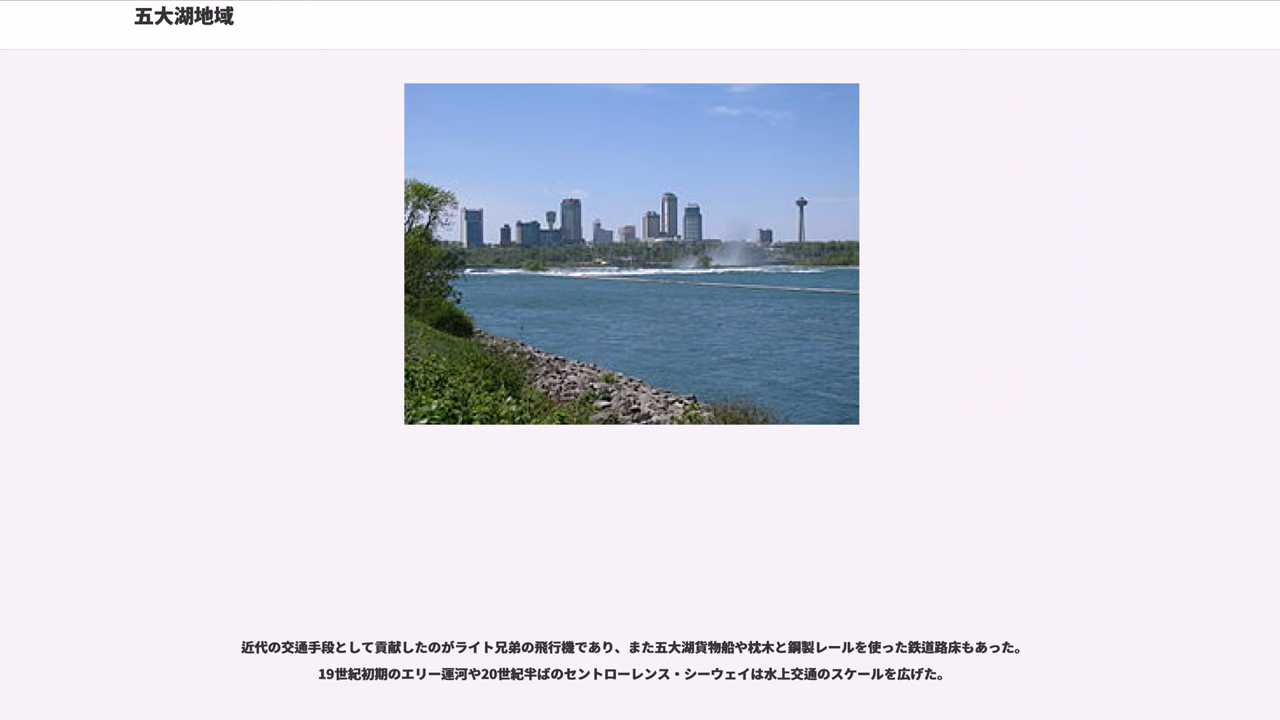 五大湖地域
近代の交通手段として貢献したのがライト兄弟の飛行機であり、また五大湖貨物船や枕木と鋼製レールを使った鉄道路床もあった。
19世紀初期のエリー運河や20世紀半ばのセントローレンス・シーウェイは水上交通のスケールを広げた。